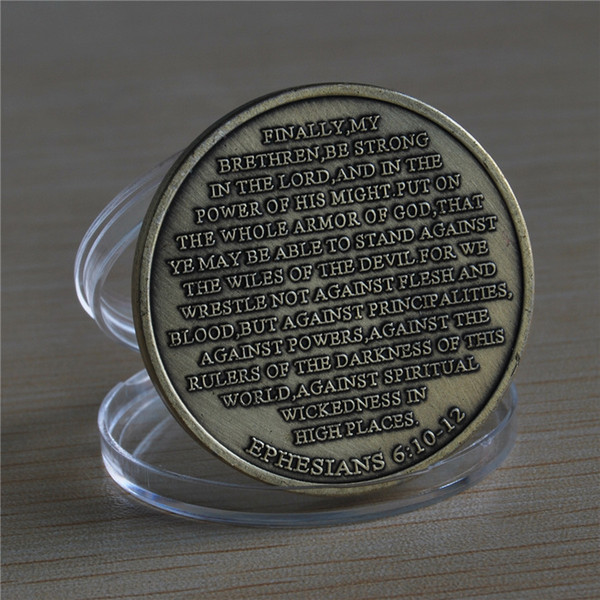 FINALLY,MY
BRETHREN,BE STRONG
IN THE LORD,AND IN THE
POWER OF HIS MIGHT.PUT ON
THE WHOLE ARMOR OF GOD,THAT
YE MAY BE ABLE TO STAND AGAINST
THE WILES OF THE DEVIL.FOR WE
WRESTLE NOT AGAINST FLESH AND
BLOOD,BUT AGAINST PRINCIPALITIES,
AGAINST POWERS,AGAINST THE
RULERS OF THE DARKNESS OF THIS
WORLD,AGAINST SPIRITUAL
WICKEDNESS IN
HIGH PLACES.
EPHESIANS 6:10-12